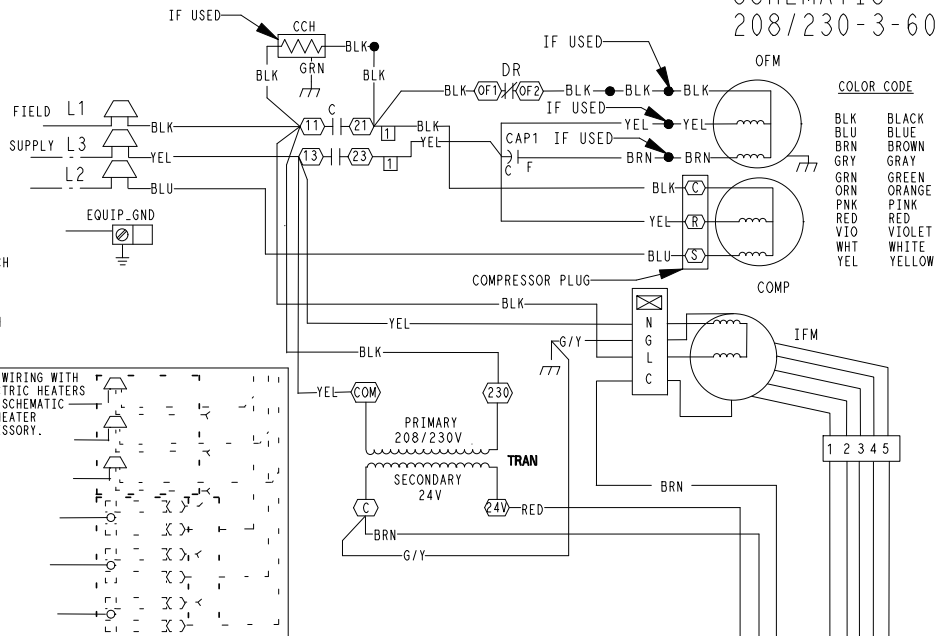 SCHEMATIC
208/230-3-60
IF USED
CCH
BLK
GRN
BLK
BLK
IF USED
OFM
DR
BLK
OF1
OF2
BLK
BLK
BLK
IF USED
COLOR CODE
BLK BLACK
BLU BLUE
BRN BROWN
GRY GRAY
GRN GREEN
ORN ORANGE
PNK PINK
RED RED
VIO VIOLET
WHT WHITE
YEL YELLOW
FIELD L1
BLK
11
C
21
1
BLK
YEL
YEL
YEL
SUPPLY L3
YEL
13
23
1
CAP1
IF USED
C
F
BRN
BRN
L2
BLU
BLK
C
YEL
R
BLU
S
EQUIP_GND
CH
COMPRESSOR PLUG
COMP
BLK
YEL
G/Y
N
G
L
C
IFM
BLK
WIRING WITH
TRIC HEATERS
SCHEMATIC
HEATER
SSORY.
YEL
COM
230
PRIMARY
208/230V
TRAN
SECONDARY
24V
1 2 3 4 5
BRN
C
24V
RED
BRN
G/Y